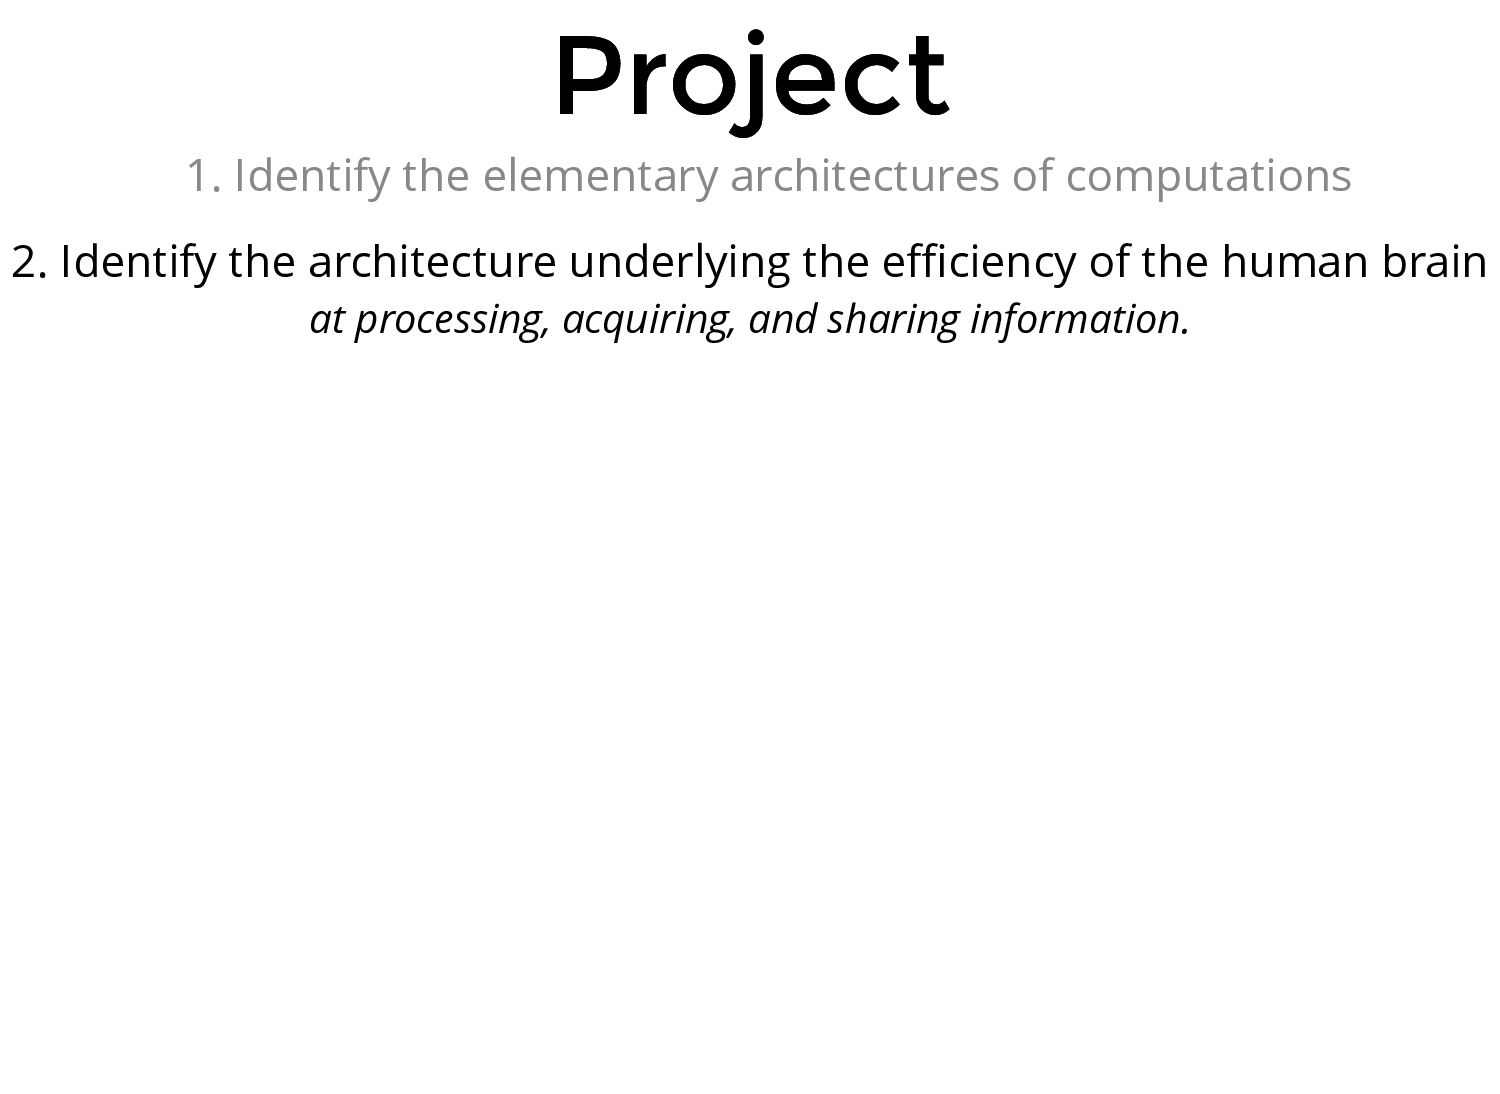 Project
1. Identify the elementary architectures of computations
2. Identify the architecture underlying the efficiency of the human brain
at processing, acquiring, and sharing information.